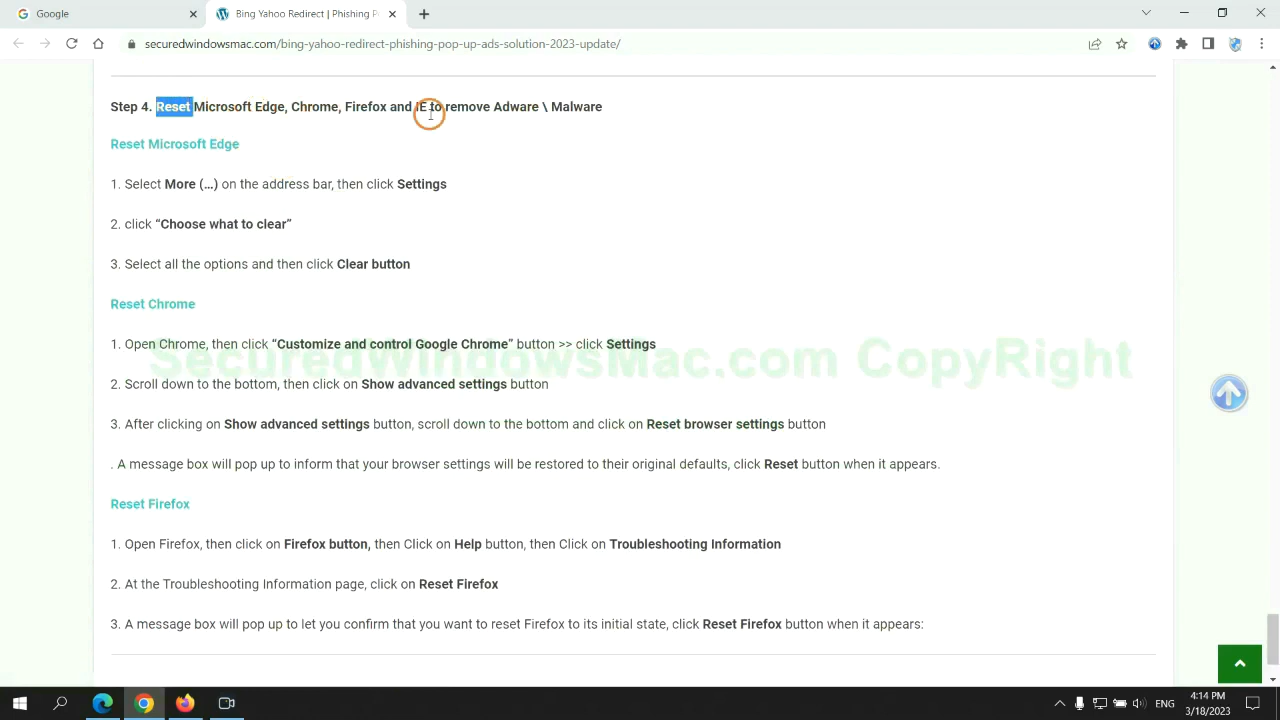 Google
Bing Yahoo Redirect | Phishing P
securedwindowsmac.com/bing-yahoo-redirect-phishing-pop-up-ads-solution-2023-update/
Step 4. Reset Microsoft Edge, Chrome, Firefox and IE to remove Adware \ Malware
Reset Microsoft Edge
1. Select More (…) on the address bar, then click Settings
2. click “Choose what to clear”
3. Select all the options and then click Clear button
Reset Chrome
1. Open Chrome, then click “Customize and control Google Chrome” button >> click Settings
SecuredWindowsMac.com CopyRight
2. Scroll down to the bottom, then click on Show advanced settings button
3. After clicking on Show advanced settings button, scroll down to the bottom and click on Reset browser settings button
. A message box will pop up to inform that your browser settings will be restored to their original defaults, click Reset button when it appears.
Reset Firefox
1. Open Firefox, then click on Firefox button, then Click on Help button, then Click on Troubleshooting Information
2. At the Troubleshooting Information page, click on Reset Firefox
3. A message box will pop up to let you confirm that you want to reset Firefox to its initial state, click Reset Firefox button when it appears:
ENG
4:14 PM
3/18/2023